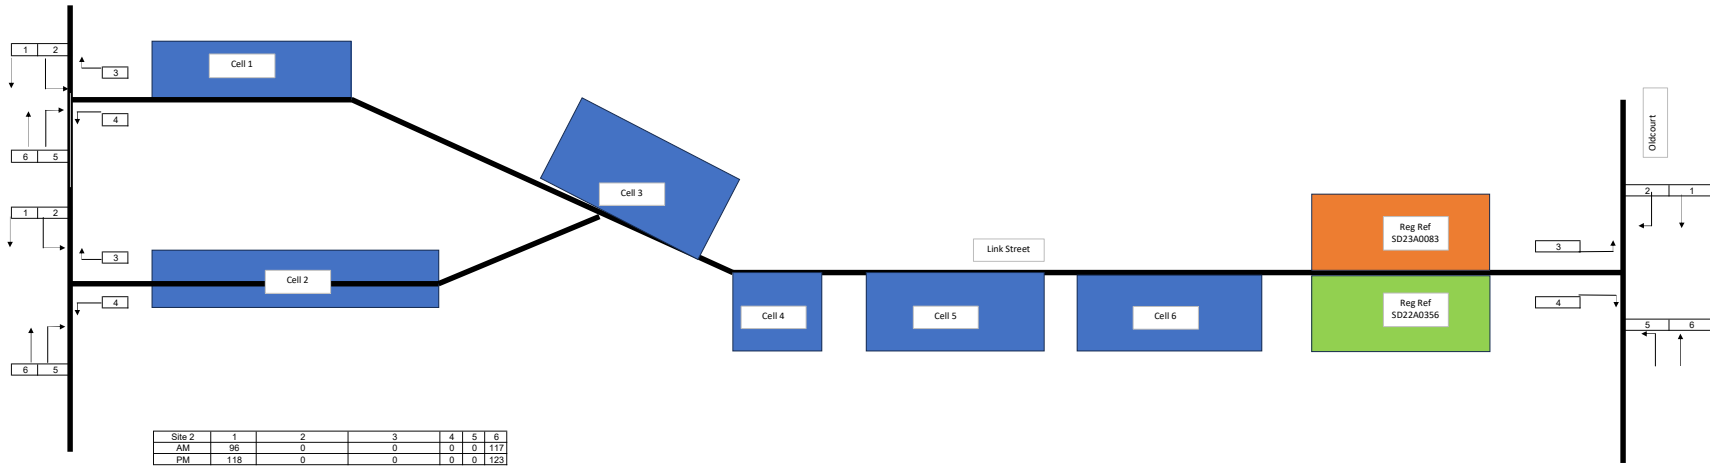 1 2
3
Cell 1
4
6 5
Cell 3
Oldcourt
2 1
1 2
3
Cell 2
4
6 5
Link Street
Reg Ref
SD23A0083
3
Cell 4
Cell 5
Cell 6
Reg Ref
SD22A0356
4
5 6
Site 2 1 2 3 4 5 6
AM 96 0 0 0 0 117
PM 118 0 0 0 0 123